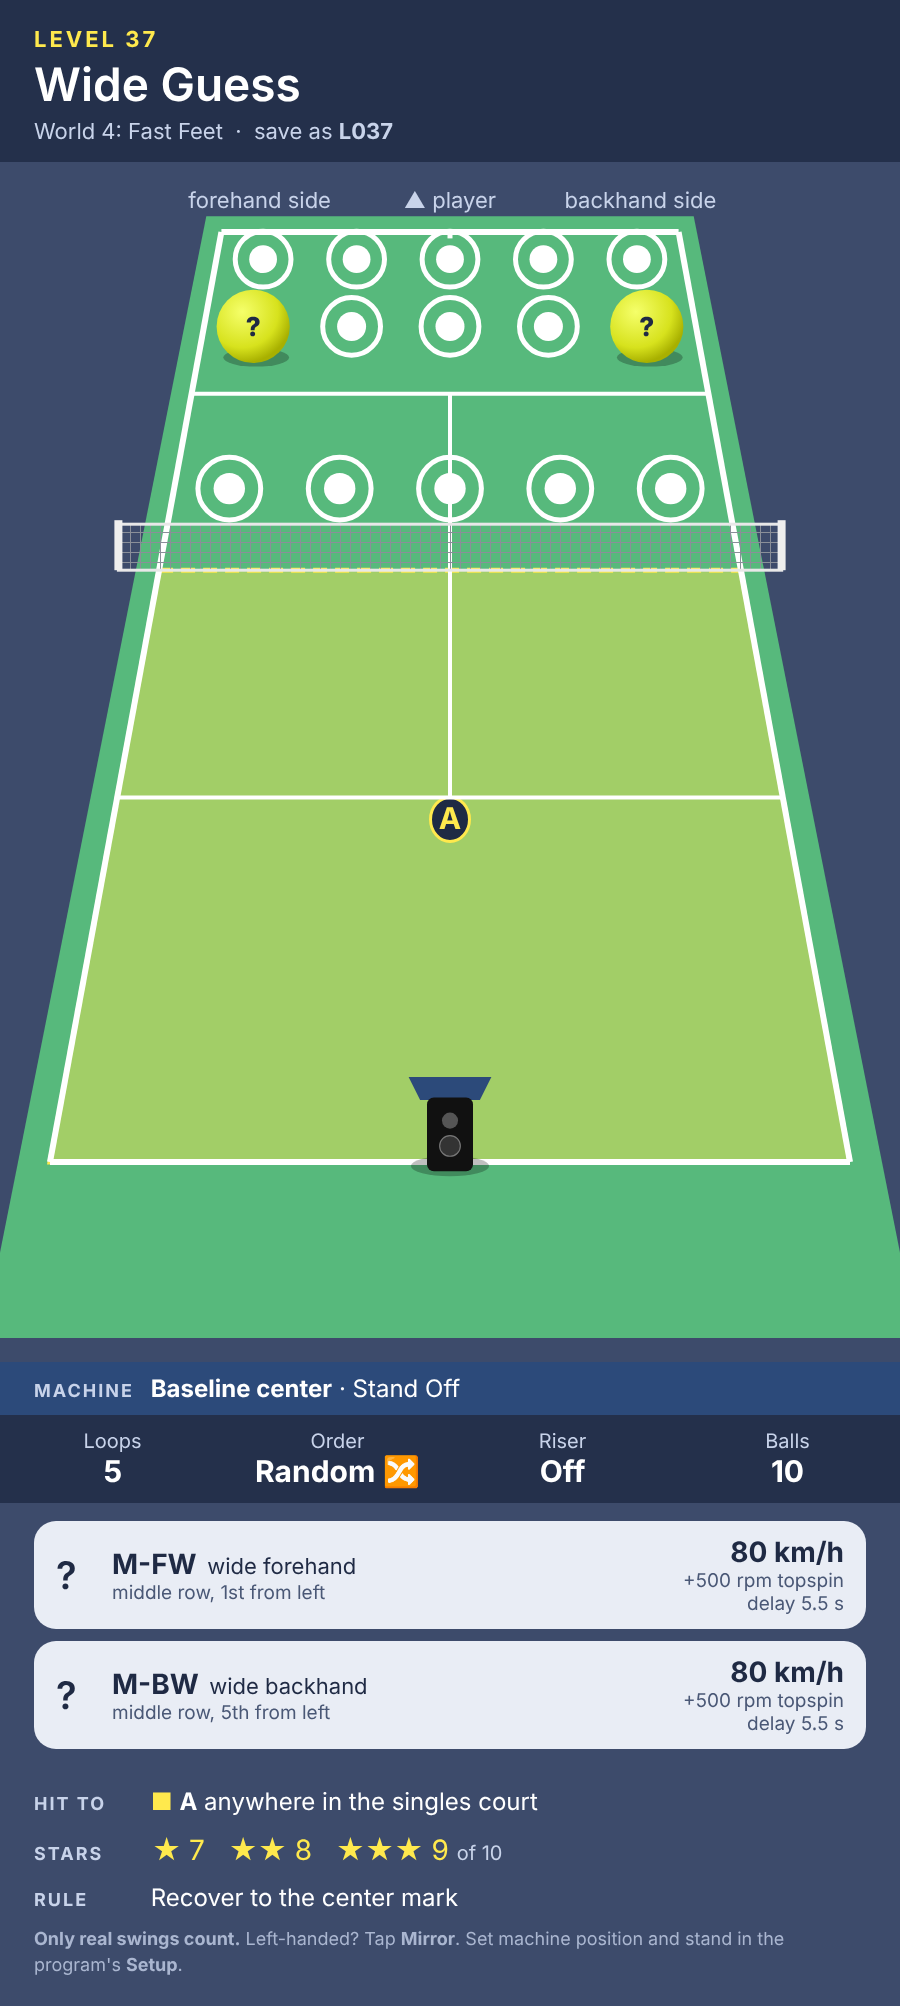 LEVEL 37
Wide Guess
World 4: Fast Feet · save as L037
forehand side ▲ player backhand side
? ?
A
MACHINE Baseline center · Stand Off
Loops Order Riser Balls
5 Random 🔀 Off 10
? M-FW wide forehand 80 km/h
middle row, 1st from left +500 rpm topspin
delay 5.5 s
? M-BW wide backhand 80 km/h
middle row, 5th from left +500 rpm topspin
delay 5.5 s
HIT TO A anywhere in the singles court
STARS ★ 7 ★★ 8 ★★★ 9 of 10
RULE Recover to the center mark
Only real swings count. Left-handed? Tap Mirror. Set machine position and stand in the
program's Setup.